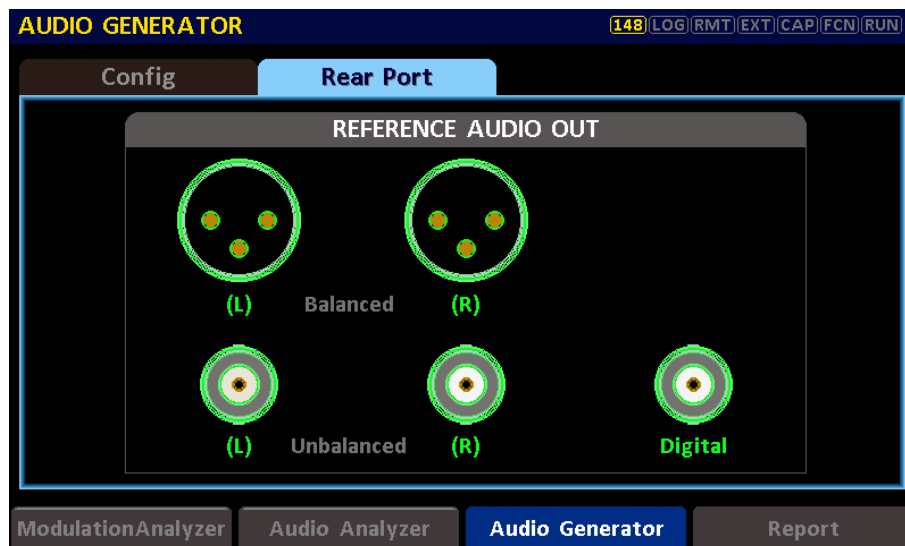 AUDIO GENERATOR 148 LOG RMT EXT CAP FCN RUN
Config Rear Port
REFERENCE AUDIO OUT
(L) Balanced (R)
(L) Unbalanced (R) Digital
ModulationAnalyzer Audio Analyzer Audio Generator Report